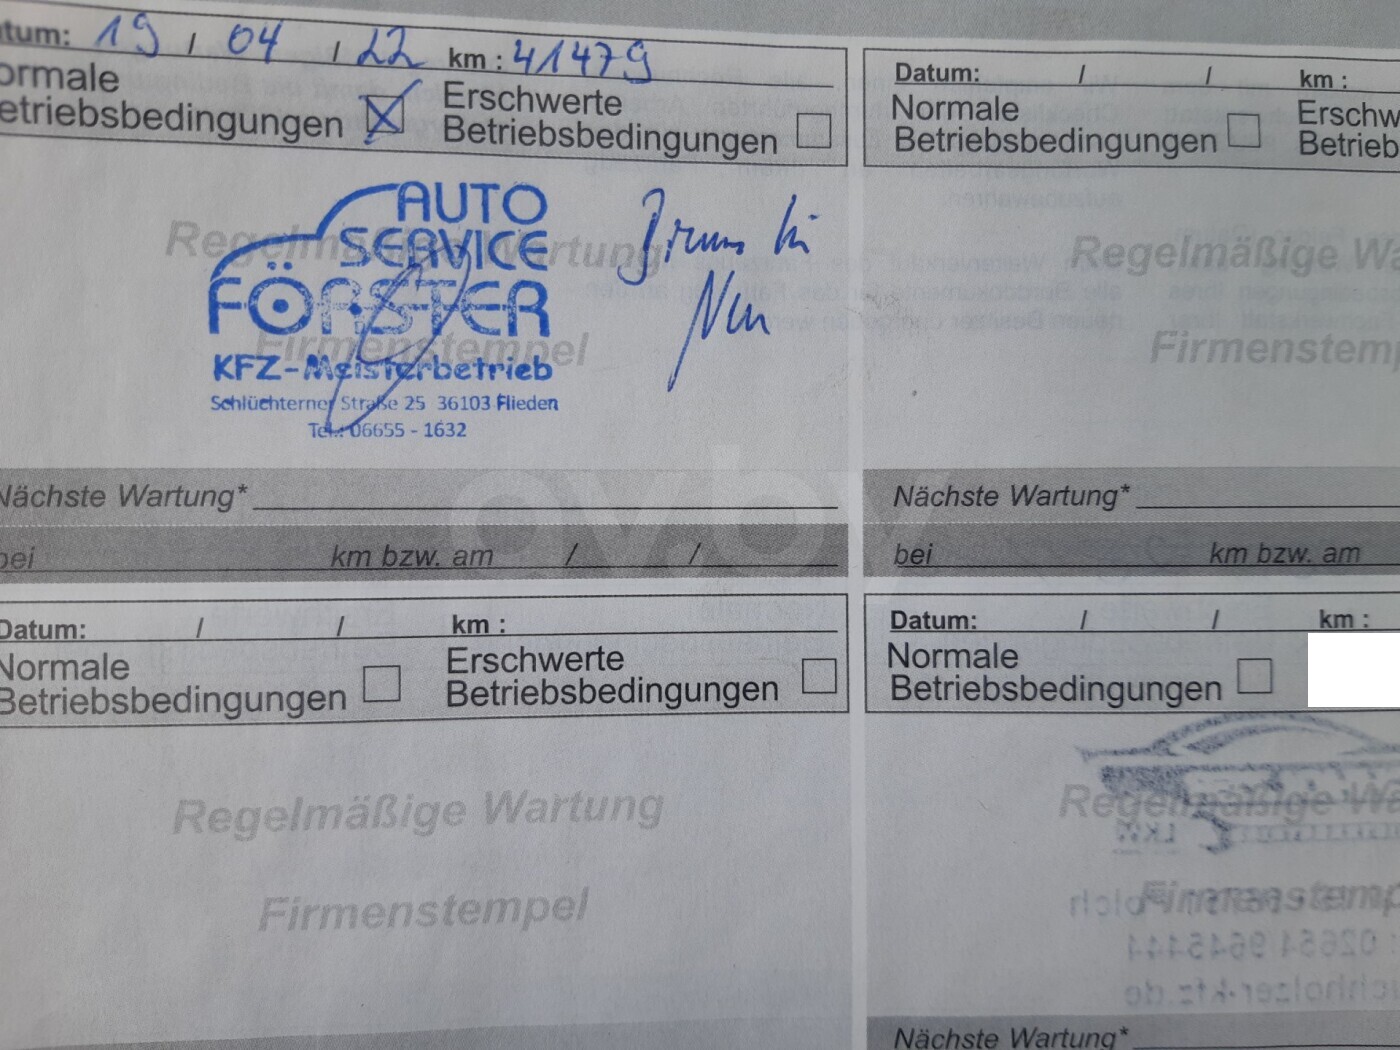 tum: 19 / 04 / 22 km : 41479
ormale
etriebsbedingungen
Erschwerte
Betriebsbedingungen
AUTO
SERVICE
FÖRSTER
KFZ-Meisterbetrieb
Schlüchterner Straße 25 36103 Flieden
Tel.: 06655 - 1632
Regelmäßige Wartung
Firmenstempel
Neu
Nächste Wartung*
bei km bzw. am / /
Datum: / / km :
Normale
Betriebsbedingungen
Erschw
Betrieb
Regelmäßige Wa
Firmenstemp
Nächste Wartung*
bei km bzw. am
Datum: / / km :
Normale
Betriebsbedingungen
Erschwerte
Betriebsbedingungen
Regelmäßige Wartung
Firmenstempel
Datum: / / km :
Normale
Betriebsbedingungen
Regelmäßige Wa
Firmenstemp
Nächste Wartung*